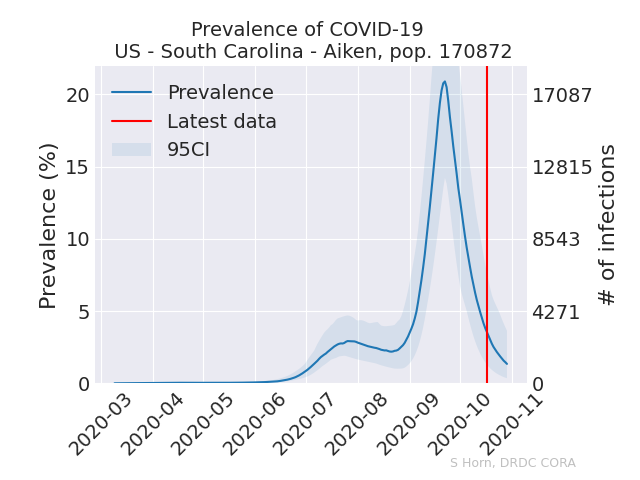 Prevalence of COVID-19
US - South Carolina - Aiken, pop. 170872
Prevalence
Latest data
95CI
Prevalence (%)
20
15
10
5
0
17087
12815
8543
4271
0
# of infections
2020-03
2020-04
2020-05
2020-06
2020-07
2020-08
2020-09
2020-10
2020-11
S Horn, DRDC CORA